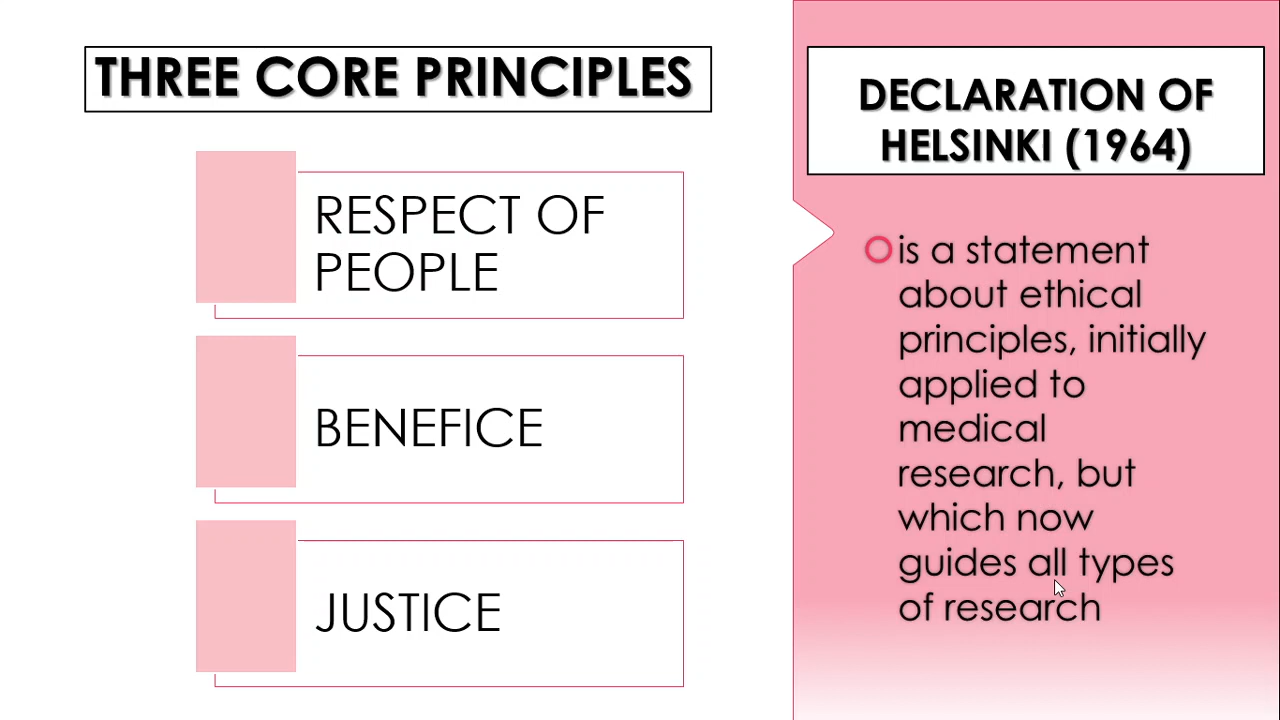 THREE CORE PRINCIPLES
RESPECT OF
PEOPLE
BENEFICE
JUSTICE
DECLARATION OF
HELSINKI (1964)
is a statement
about ethical
principles, initially
applied to
medical
research, but
which now
guides all types
of research